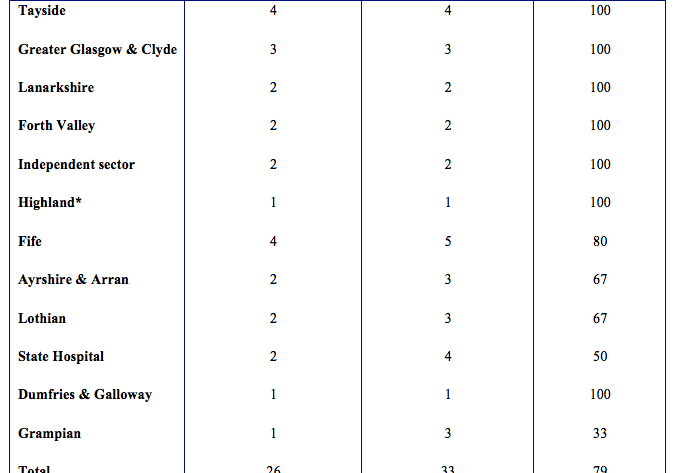 Tayside 4 4 100
Greater Glasgow & Clyde 3 3 100
Lanarkshire 2 2 100
Forth Valley 2 2 100
Independent sector 2 2 100
Highland* 1 1 100
Fife 4 5 80
Ayrshire & Arran 2 3 67
Lothian 2 3 67
State Hospital 2 4 50
Dumfries & Galloway 1 1 100
Grampian 1 3 33
Total 26 33 79